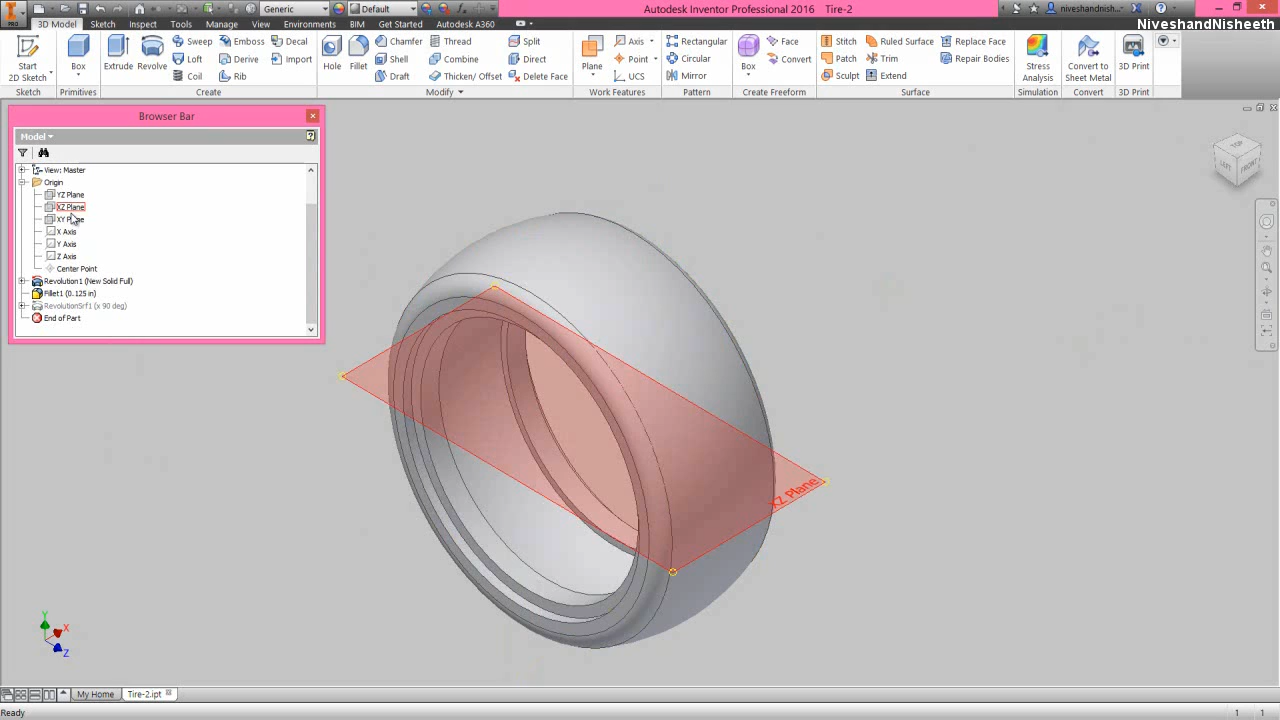 PRO
Generic
Default
Autodesk Inventor Professional 2016 Tire-2
niveshandnish...
NiveshandNisheeth
3D Model Sketch Inspect Tools Manage View Environments BIM Get Started Autodesk A360
Start
2D Sketch
Sketch
Box
Primitives
Extrude
Revolve
Sweep
Loft
Coil
Emboss
Derive
Rib
Decal
Import
Create
Hole
Fillet
Chamfer
Shell
Draft
Thread
Combine
Thicken/ Offset
Split
Direct
Delete Face
Modify
Plane
Axis
Point
UCS
Work Features
Rectangular
Circular
Mirror
Pattern
Box
Face
Convert
Create Freeform
Stitch
Patch
Sculpt
Ruled Surface
Trim
Extend
Replace Face
Repair Bodies
Surface
Stress
Analysis
Simulation
Convert to
Sheet Metal
Convert
3D Print
3D Print
Browser Bar
Model
View: Master
Origin
YZ Plane
XZ Plane
XY Plane
X Axis
Y Axis
Z Axis
Center Point
Revolution1 (New Solid Full)
Fillet1 (0.125 in)
RevolutionSrf1 (x 90 deg)
End of Part
TOP
LEFT
FRONT
XZ Plane
Y
X
Z
My Home
Tire-2.ipt
Ready
1 1